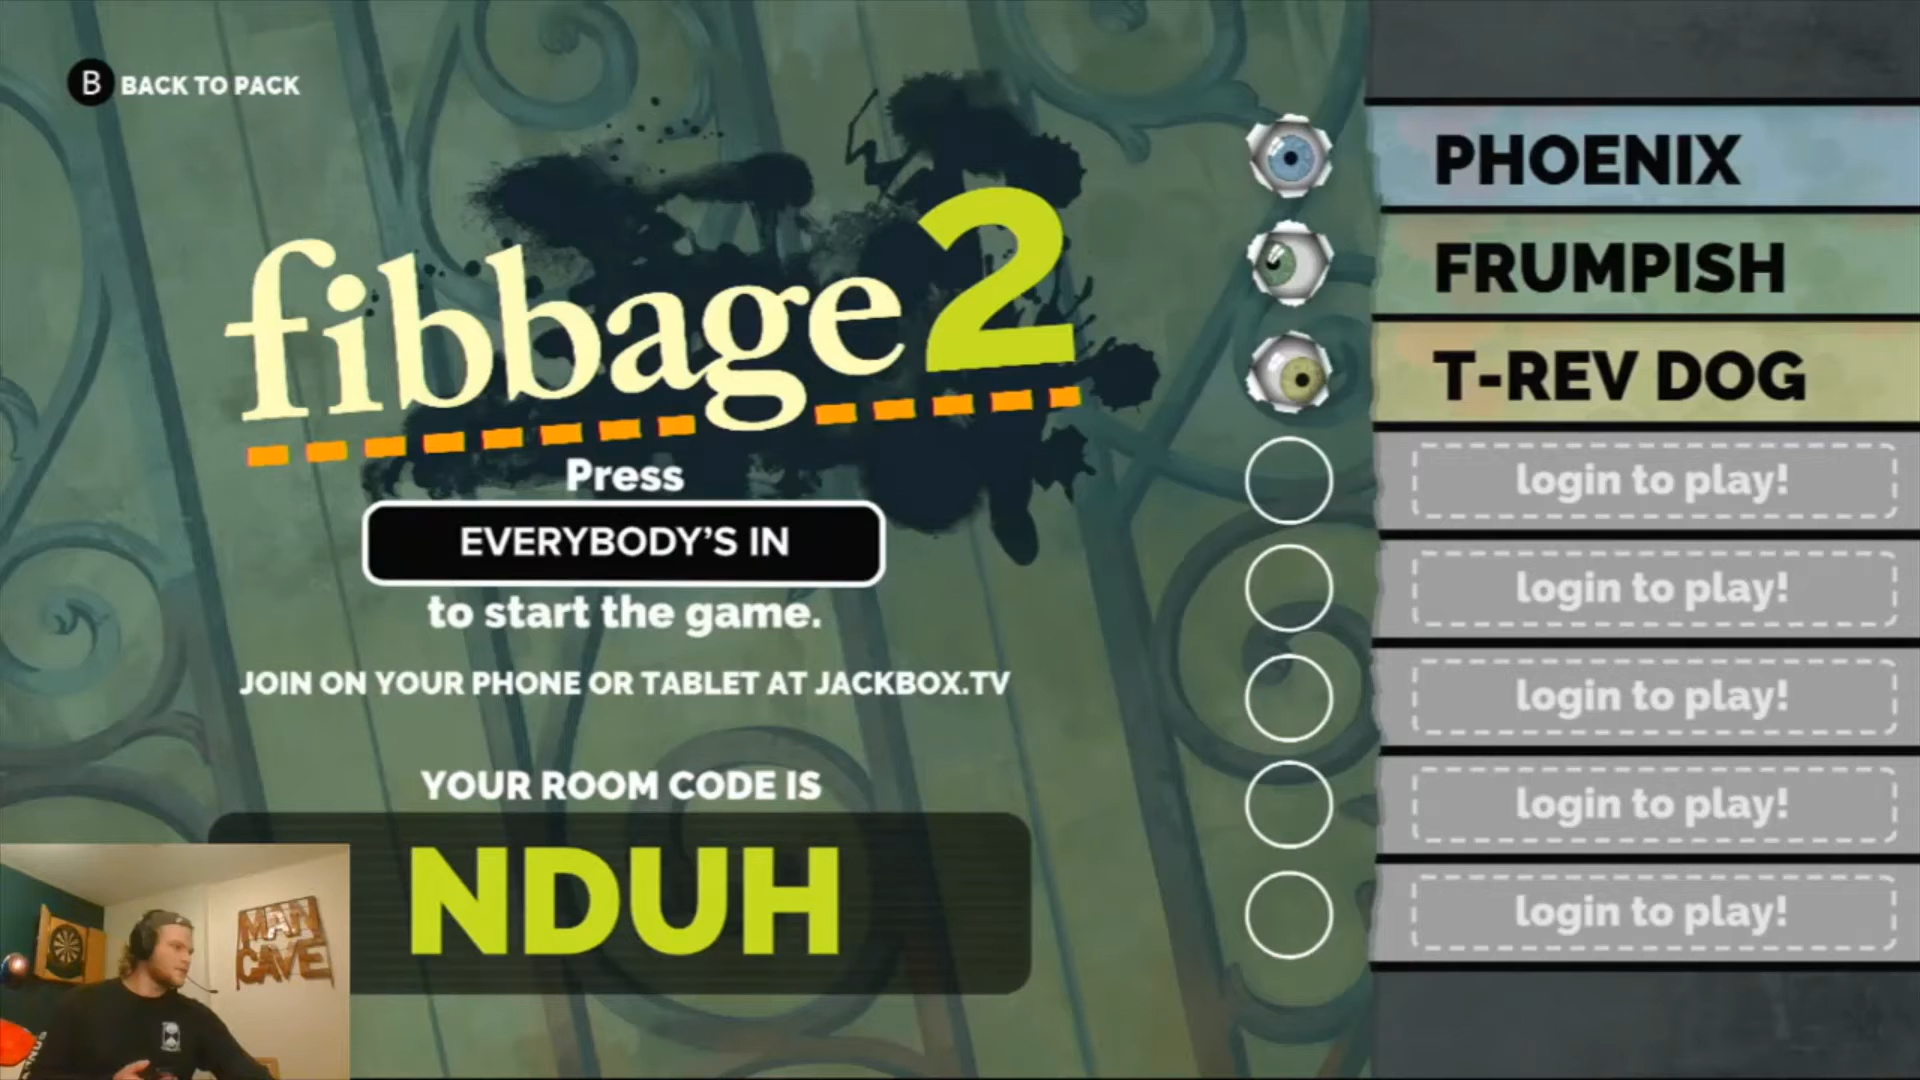 B BACK TO PACK
fibbage 2
Press
EVERYBODY'S IN
to start the game.
JOIN ON YOUR PHONE OR TABLET AT JACKBOX.TV
YOUR ROOM CODE IS
NDUH
PHOENIX
FRUMPISH
T-REV DOG
login to play!
login to play!
login to play!
login to play!
login to play!
MAN
CAVE